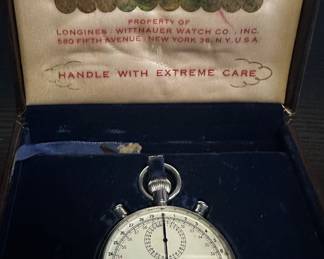 PROPERTY OF
LONGINES - WITTNAUER WATCH CO., INC.
580 FIFTH AVENUE, NEW YORK 36, N.Y. U.S.A
HANDLE WITH EXTREME CARE